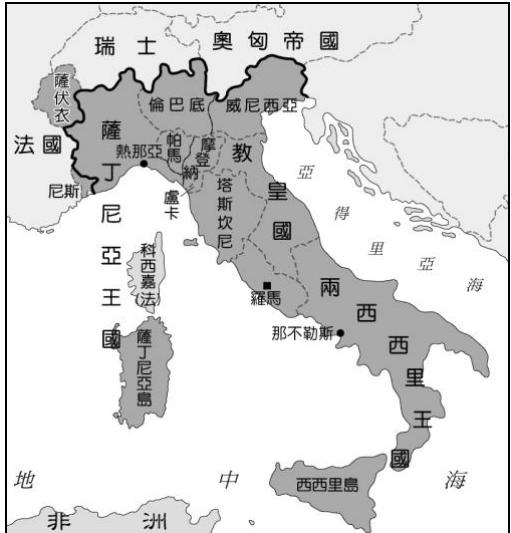 瑞士
奧匈帝國
薩伏衣
倫巴底
威尼西亞
法國
薩丁尼亞王國
熱那亞
帕馬
摩登納
教皇國
尼斯
盧卡
塔斯坎尼
亞得里亞海
科西嘉(法)
羅馬
兩西西里王國
那不勒斯
薩丁尼亞島
西西里島
地中海
非洲